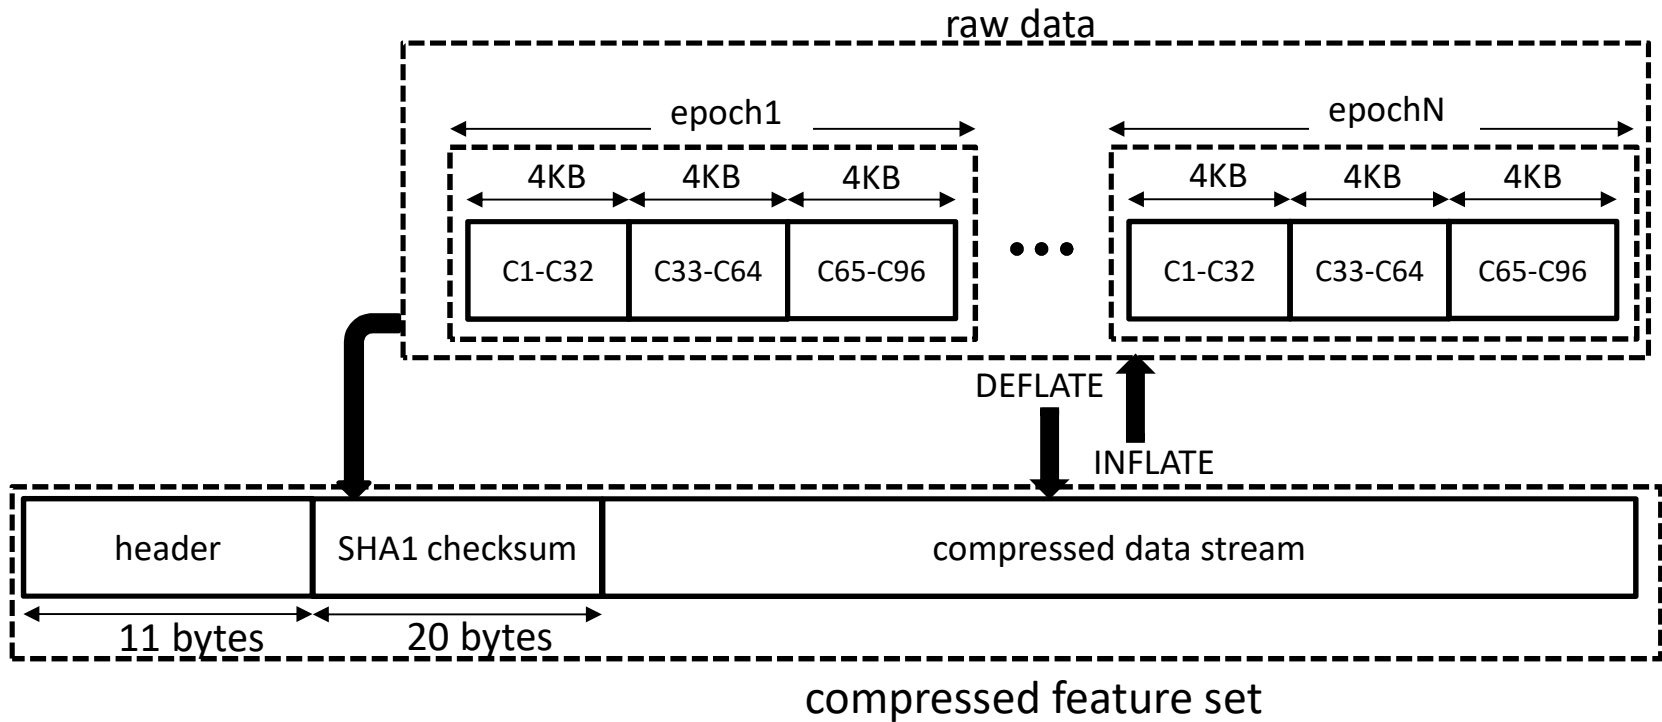 raw data
epoch1
epochN
4KB 4KB 4KB
4KB 4KB 4KB
C1-C32 C33-C64 C65-C96
C1-C32 C33-C64 C65-C96
DEFLATE
INFLATE
header SHA1 checksum compressed data stream
11 bytes 20 bytes
compressed feature set